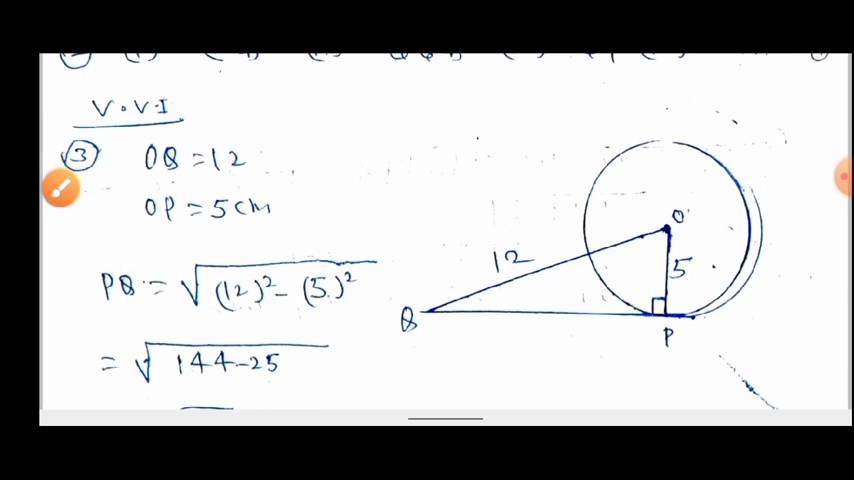 V.V.I
3 OQ = 12
OP = 5 cm
PQ = √(12)² - (5)²
= √144-25
O
12
5
Q
P